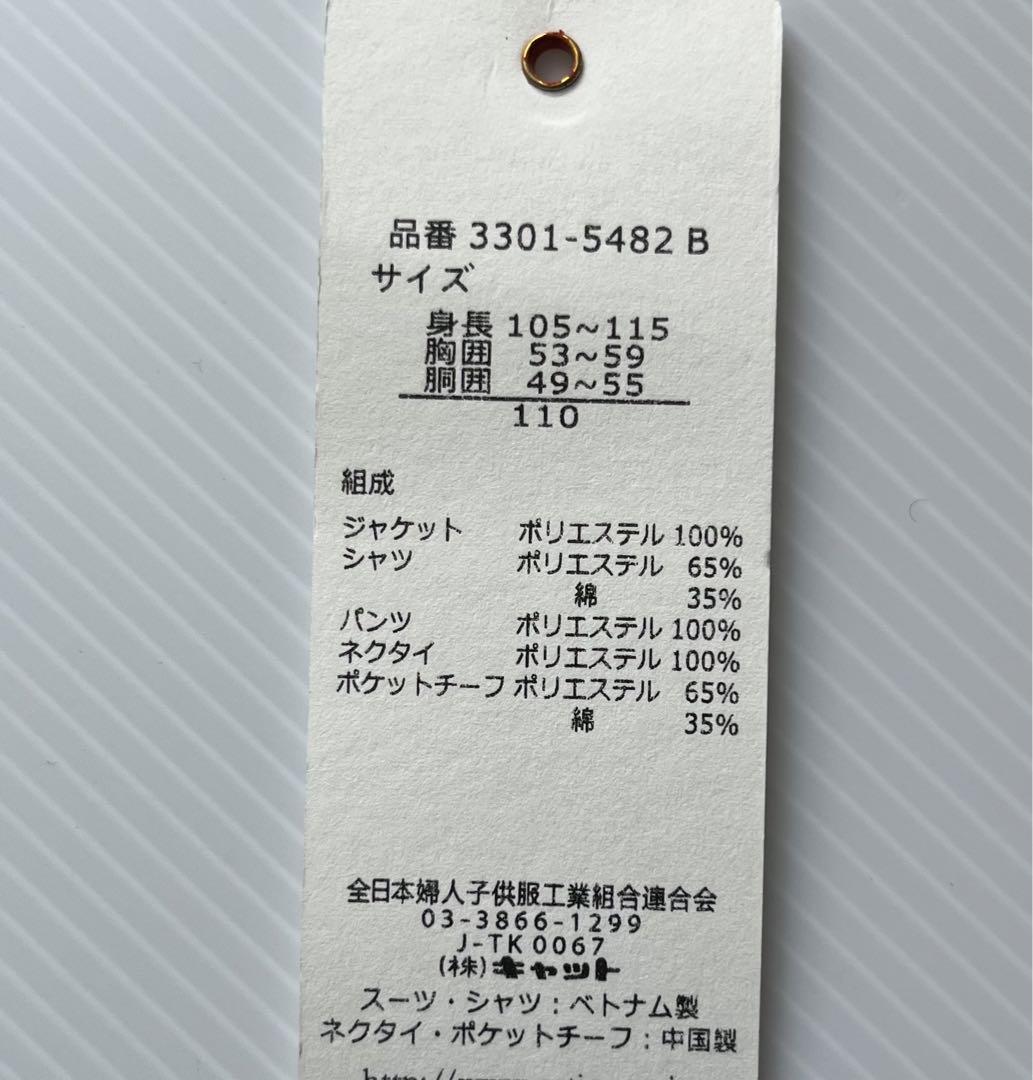 品番 3301-5482 B
サイズ
身長 105~115
胸囲 53~59
胴囲 49~55
110
組成
ジャケット ポリエステル 100%
シャツ ポリエステル 65%
綿 35%
パンツ ポリエステル 100%
ネクタイ ポリエステル 100%
ポケットチーフ ポリエステル 65%
綿 35%
全日本婦人子供服工業組合連合会
03-3866-1299
J-TK0067
(株)キャット
スーツ・シャツ：ベトナム製
ネクタイ・ポケットチーフ：中国製